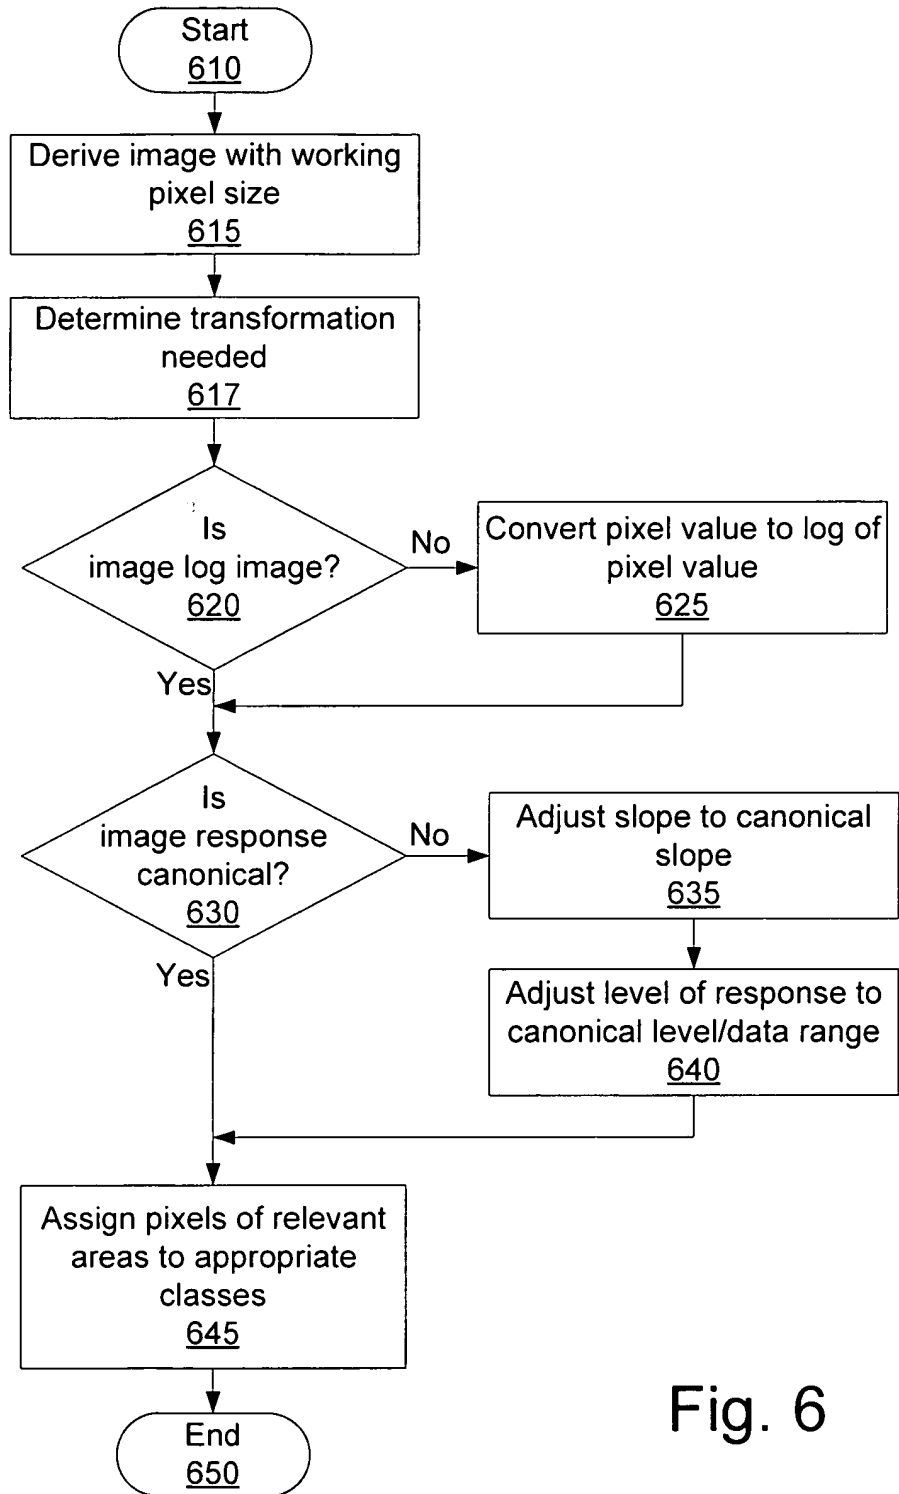 Start
610
Derive image with working
pixel size
615
Determine transformation
needed
617
Is
image log image?
620
No
Convert pixel value to log of
pixel value
625
Yes
Is
image response
canonical?
630
No
Adjust slope to canonical
slope
635
Yes
Adjust level of response to
canonical level/data range
640
Assign pixels of relevant
areas to appropriate
classes
645
End
650
Fig. 6